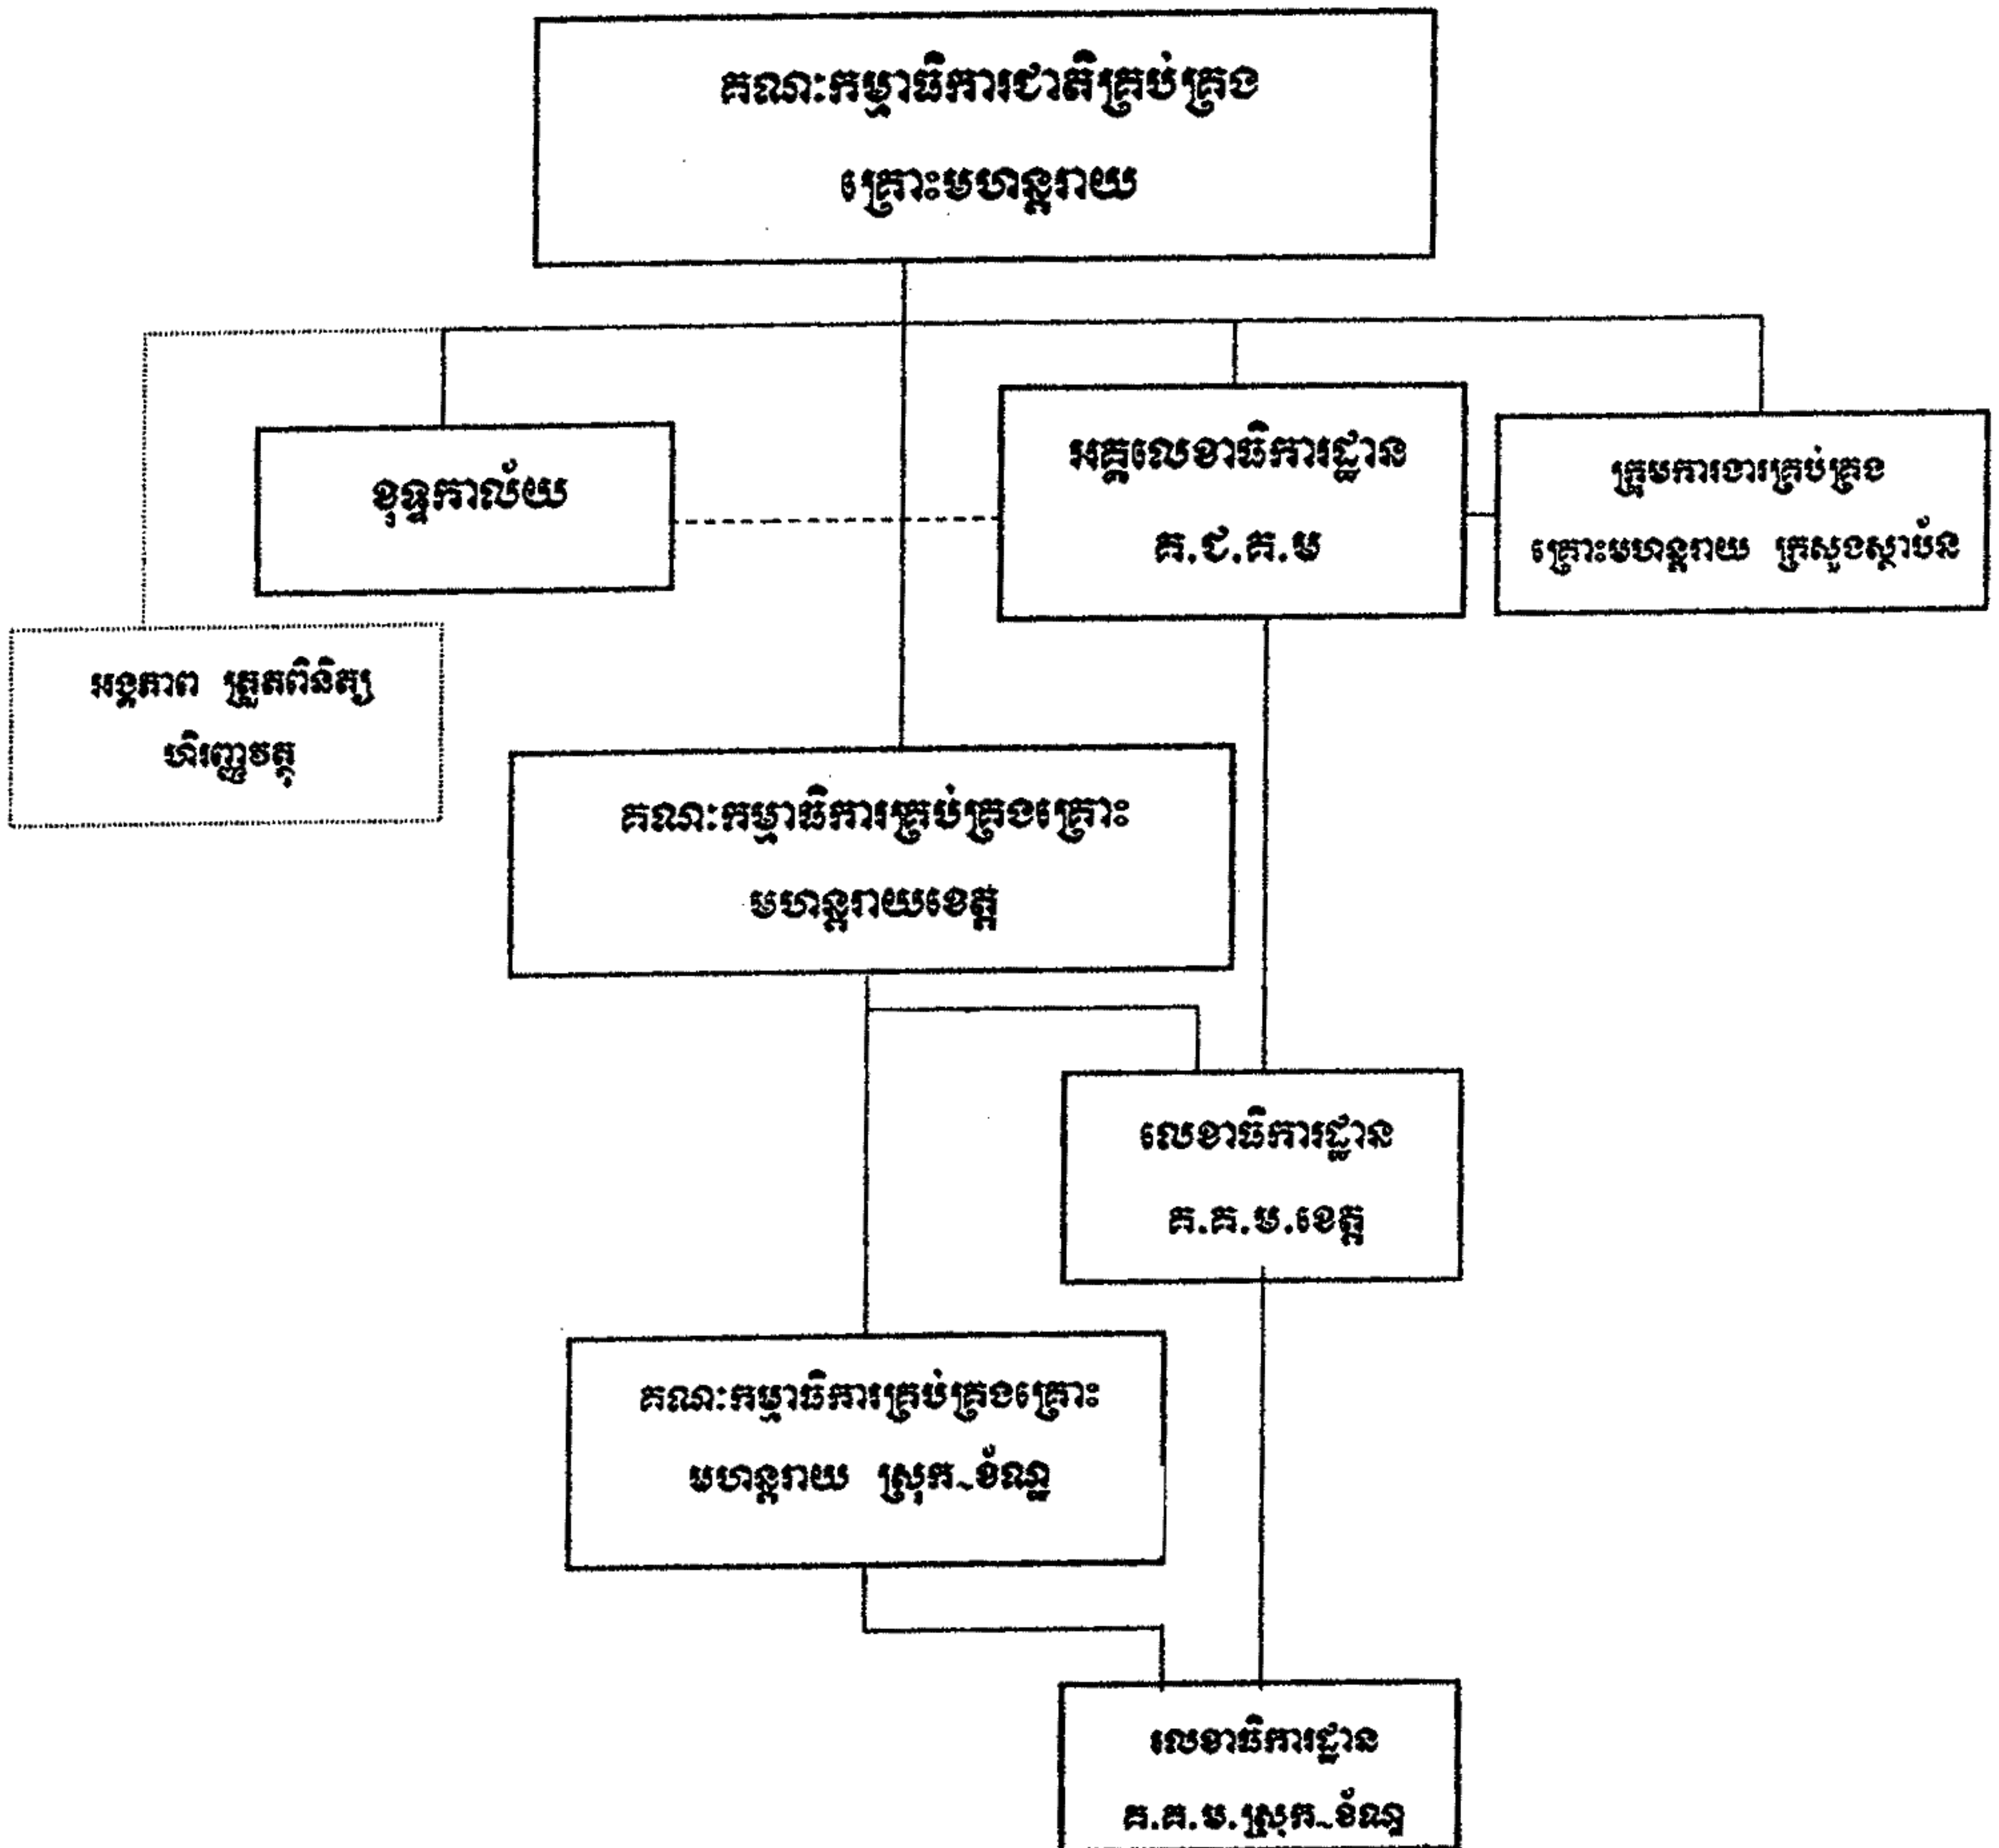 គណៈកម្មាធិការជាតិគ្រប់គ្រង
គ្រោះមហន្តរាយ
ខុទ្ទកាល័យ
អគ្គលេខាធិការដ្ឋាន
គ.ជ.គ.ម
ក្រុមការងារគ្រប់គ្រង
គ្រោះមហន្តរាយ ក្រសួងស្ថាប័ន
អង្គភាព ត្រួតពិនិត្យ
ហិរញ្ញវត្ថុ
គណៈកម្មាធិការគ្រប់គ្រងគ្រោះ
មហន្តរាយខេត្ត
លេខាធិការដ្ឋាន
គ.គ.ម.ខេត្ត
គណៈកម្មាធិការគ្រប់គ្រងគ្រោះ
មហន្តរាយ ស្រុក~ខ័ណ្ឌ
លេខាធិការដ្ឋាន
គ.គ.ម.ស្រុក~ខ័ណ្ឌ